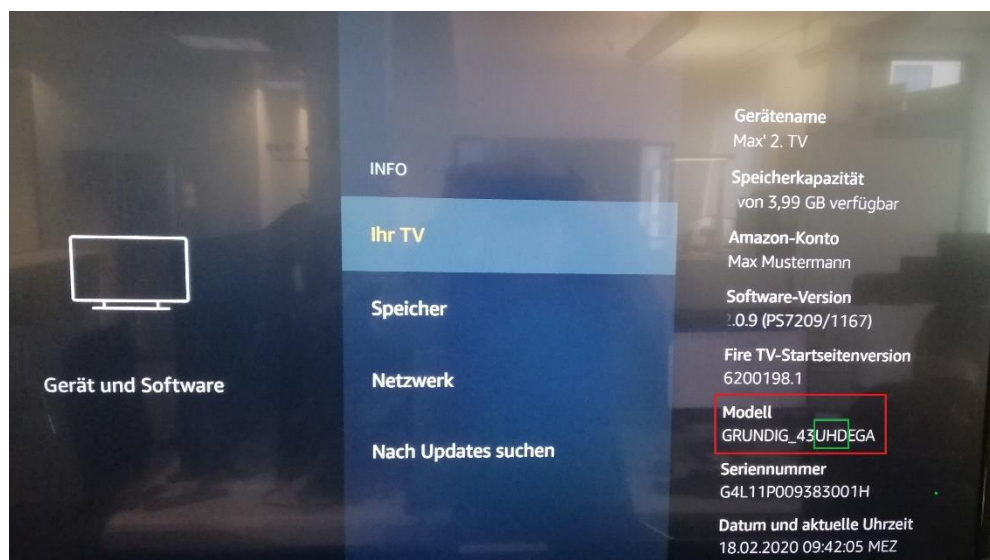 Gerät und Software
INFO
Ihr TV
Speicher
Netzwerk
Nach Updates suchen
Gerätename
Max' 2. TV
Speicherkapazität
von 3,99 GB verfügbar
Amazon-Konto
Max Mustermann
Software-Version
.0.9 (PS7209/1167)
Fire TV-Startseitenversion
6200198.1
Modell
GRUNDIG_43UHDEGA
Seriennummer
G4L11P009383001H
Datum und aktuelle Uhrzeit
18.02.2020 09:42:05 MEZ